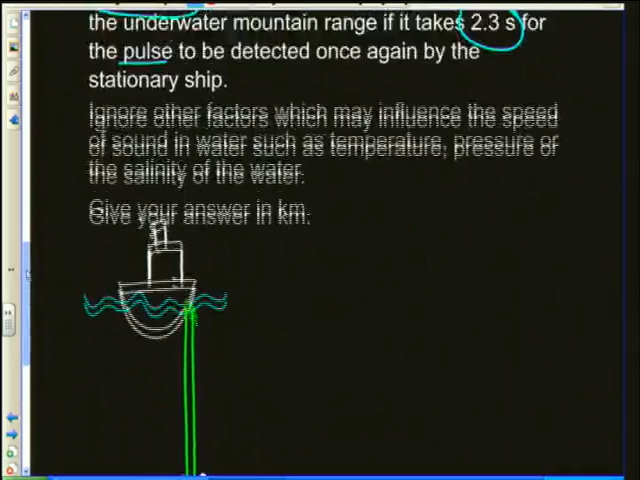 the underwater mountain range if it takes 2.3 s for
the pulse to be detected once again by the
stationary ship.
Ignore other factors which may influence the speed
of sound in water such as temperature, pressure or
the salinity of the water.
Give your answer in km.